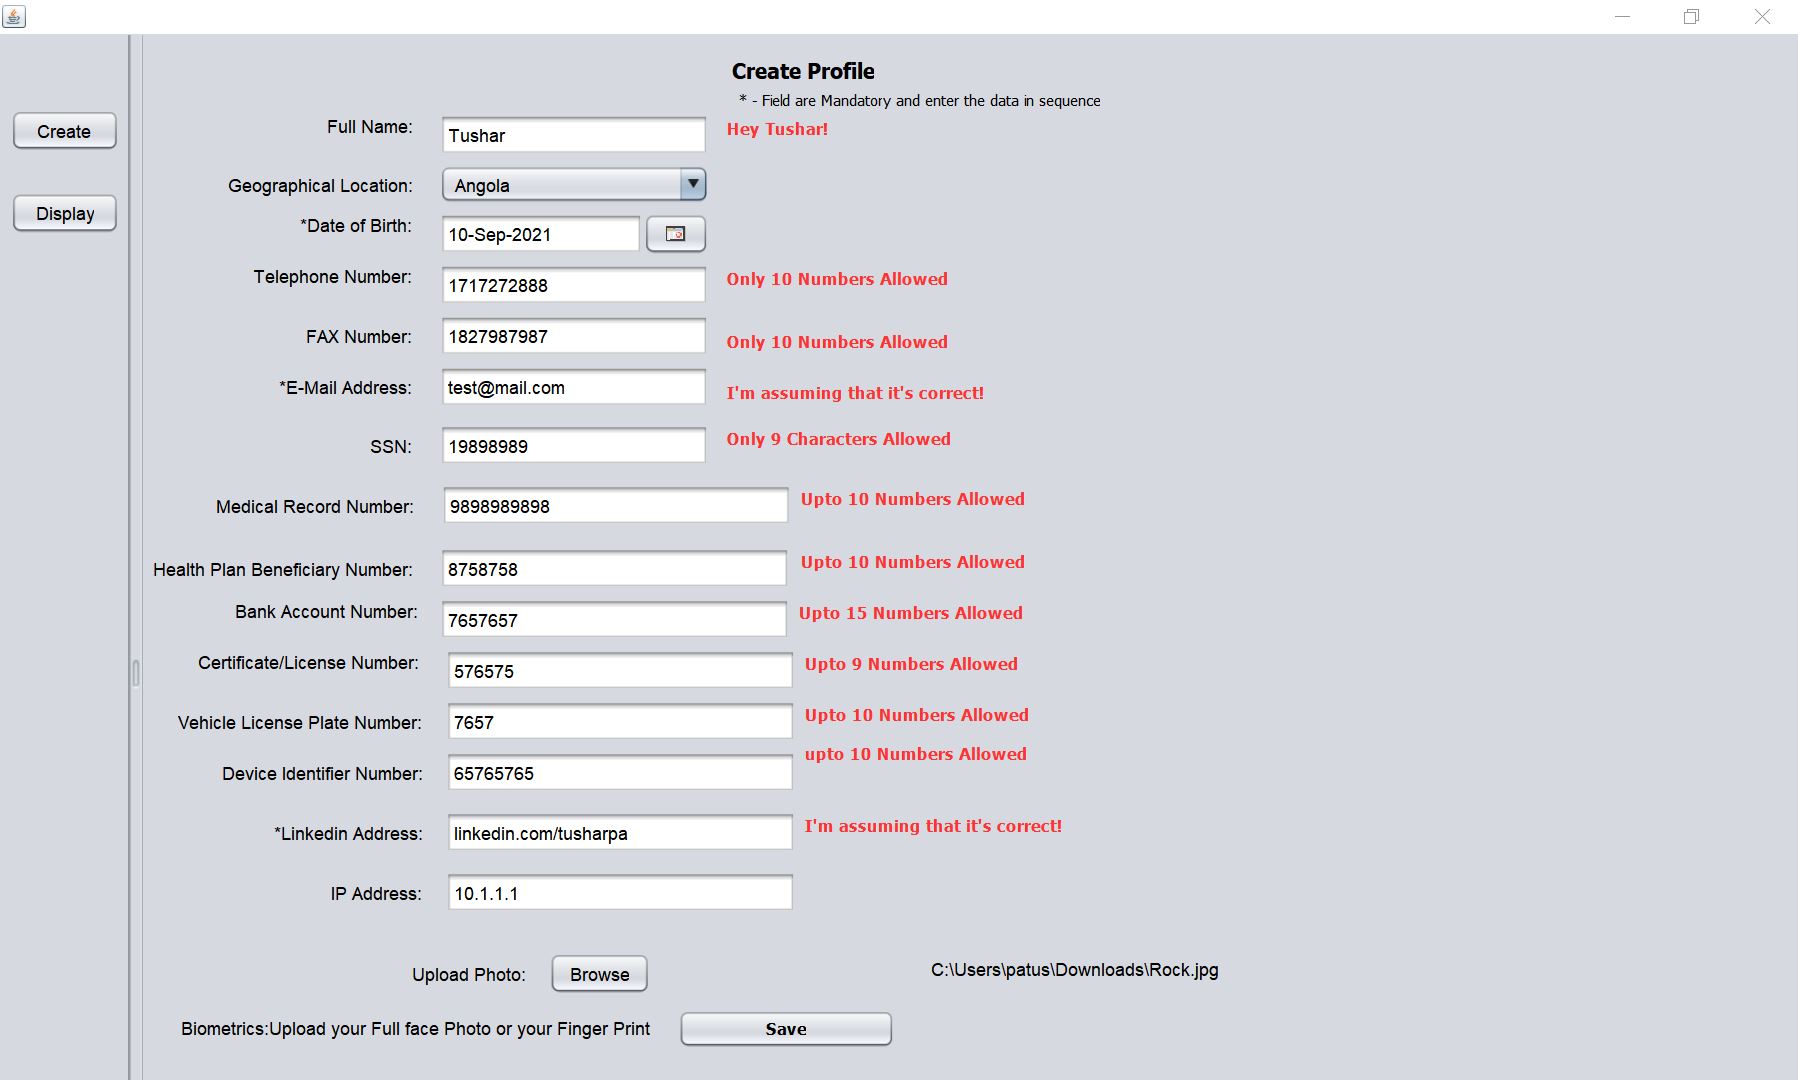 Create Profile
* - Field are Mandatory and enter the data in sequence
Create
Display
Full Name: Tushar Hey Tushar!
Geographical Location: Angola
*Date of Birth: 10-Sep-2021
Telephone Number: 1717272888 Only 10 Numbers Allowed
FAX Number: 1827987987 Only 10 Numbers Allowed
*E-Mail Address: test@mail.com I'm assuming that it's correct!
SSN: 19898989 Only 9 Characters Allowed
Medical Record Number: 9898989898 Upto 10 Numbers Allowed
Health Plan Beneficiary Number: 8758758 Upto 10 Numbers Allowed
Bank Account Number: 7657657 Upto 15 Numbers Allowed
Certificate/License Number: 576575 Upto 9 Numbers Allowed
Vehicle License Plate Number: 7657 Upto 10 Numbers Allowed
Device Identifier Number: 65765765 upto 10 Numbers Allowed
*Linkedin Address: linkedin.com/tusharpa I'm assuming that it's correct!
IP Address: 10.1.1.1
Upload Photo: Browse C:\Users\patus\Downloads\Rock.jpg
Biometrics:Upload your Full face Photo or your Finger Print Save